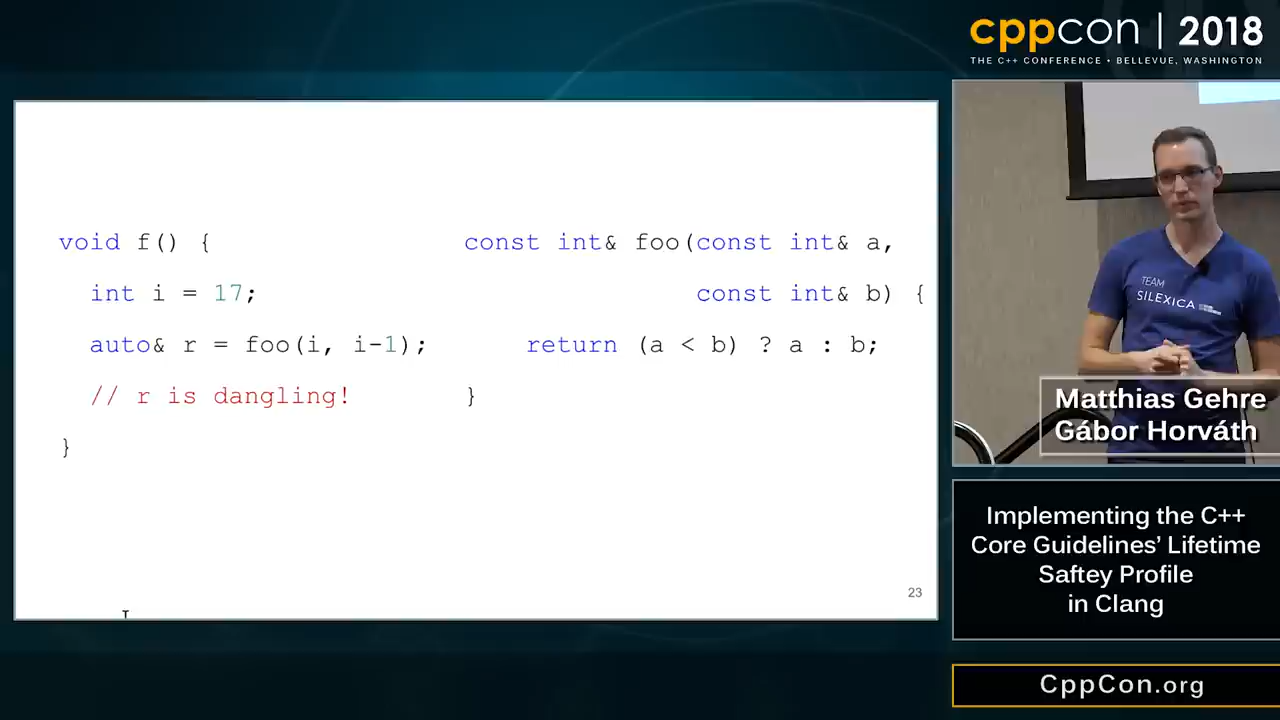 cppcon | 2018
THE C++ CONFERENCE • BELLEVUE, WASHINGTON
void f() {
int i = 17;
auto& r = foo(i, i-1);
// r is dangling!
}
const int& foo(const int& a,
const int& b) {
return (a < b) ? a : b;
}
23
TEAM
SILEXICA
Matthias Gehre
Gábor Horváth
Implementing the C++
Core Guidelines' Lifetime
Saftey Profile
in Clang
CppCon.org